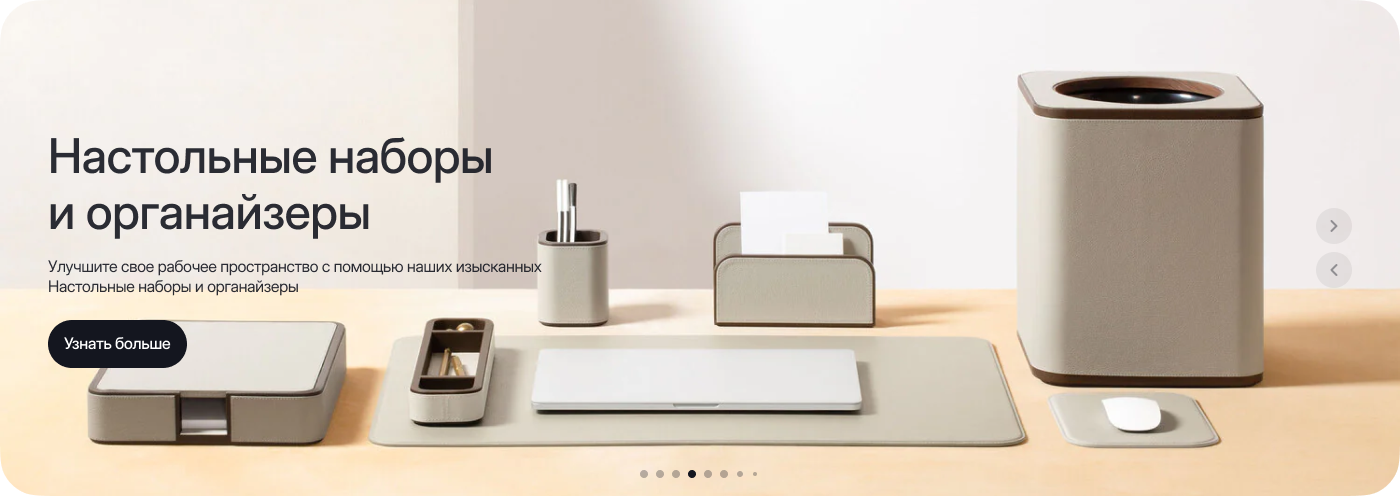 Настольные наборы
и органайзеры
Улучшите свое рабочее пространство с помощью наших изысканных
Настольные наборы и органайзеры
Узнать больше